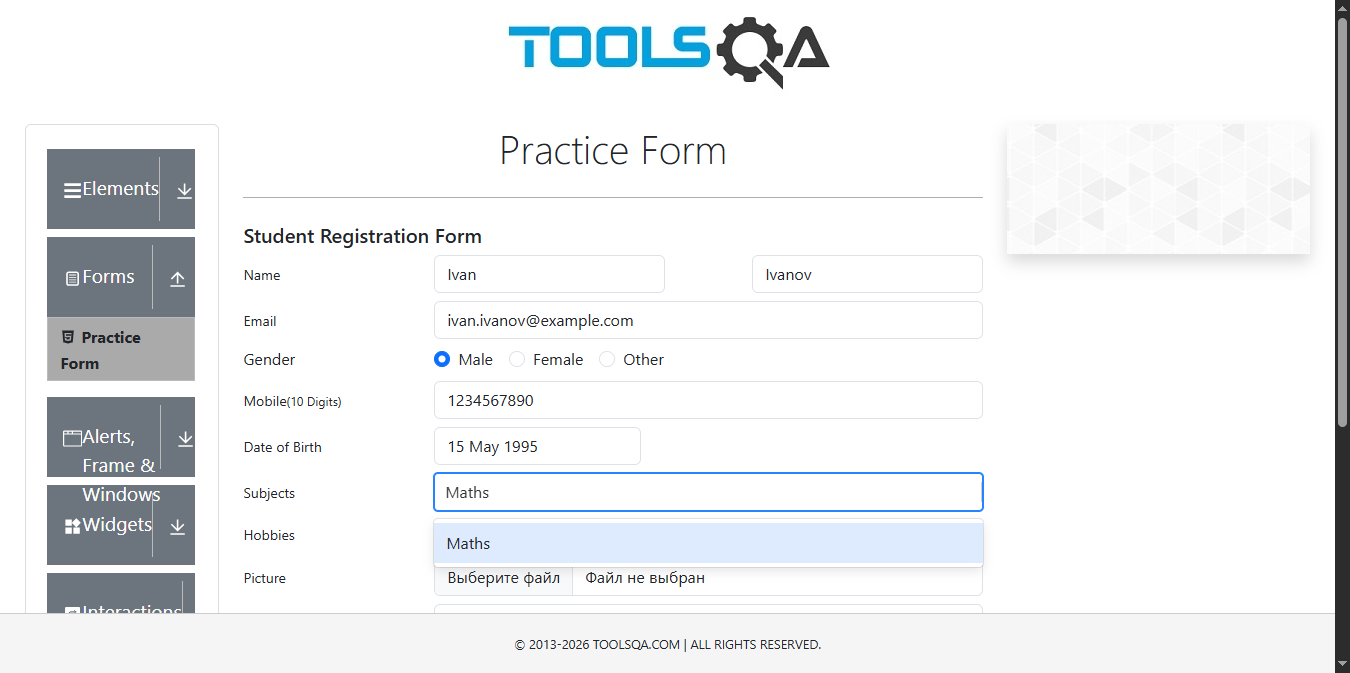 TOOLSQA
Practice Form
Elements
Forms
Practice
Form
Alerts,
Frame &
Windows
Widgets
Interactions
Student Registration Form
Name
Ivan
Ivanov
Email
ivan.ivanov@example.com
Gender
Male
Female
Other
Mobile(10 Digits)
1234567890
Date of Birth
15 May 1995
Subjects
Maths
Hobbies
Maths
Picture
Выберите файл
Файл не выбран
© 2013-2026 TOOLSQA.COM | ALL RIGHTS RESERVED.